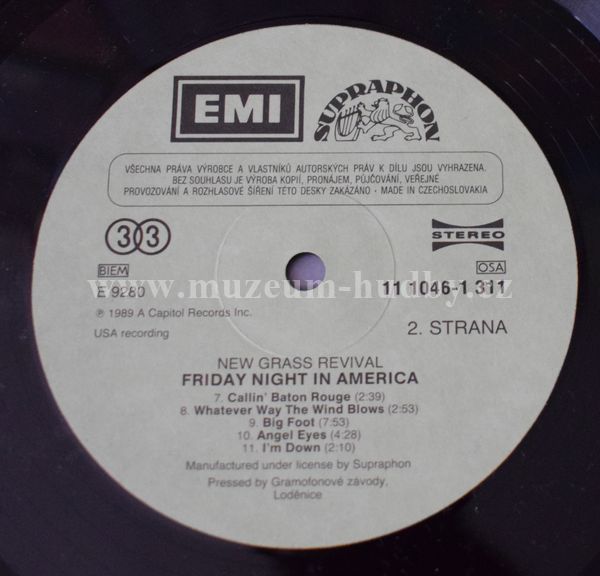 EMI
SUPRAPHON
VŠECHNA PRÁVA VÝROBCE A VLASTNÍKŮ AUTORSKÝCH PRÁV K DÍLU JSOU VYHRAZENA.
BEZ SOUHLASU JE VÝROBA KOPIÍ, PRONÁJEM, PŮJČOVÁNÍ, VEŘEJNÉ
PROVOZOVÁNÍ A ROZHLASOVÉ ŠÍŘENÍ TÉTO DESKY ZAKÁZÁNO • MADE IN CZECHOSLOVAKIA
33
STEREO
BIEM
OSA
E 9280
11 1046-1 311
www.muzeum-hudby.cz
℗ 1989 A Capitol Records Inc.
2. STRANA
USA recording
NEW GRASS REVIVAL
FRIDAY NIGHT IN AMERICA
7. Callin' Baton Rouge (2:39)
8. Whatever Way The Wind Blows (2:53)
9. Big Foot (7:53)
10. Angel Eyes (4:28)
11. I'm Down (2:10)
Manufactured under license by Supraphon
Pressed by Gramofonové závody,
Loděnice